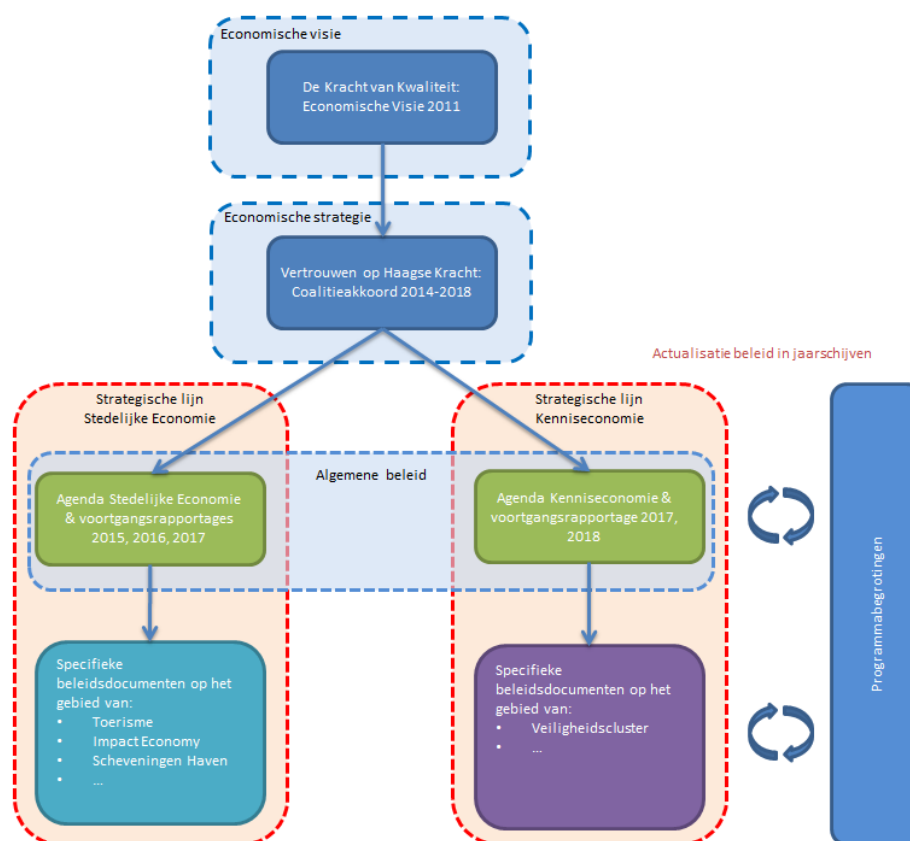 Economische visie
De Kracht van Kwaliteit:
Economische Visie 2011
Economische strategie
Vertrouwen op Haagse Kracht:
Coalitieakkoord 2014-2018
Actualisatie beleid in jaarschijven
Strategische lijn
Stedelijke Economie
Strategische lijn
Kenniseconomie
Algemene beleid
Agenda Stedelijke Economie
& voortgangsrapportages
2015, 2016, 2017
Agenda Kenniseconomie &
voortgangsrapportage 2017,
2018
Specifieke
beleidsdocumenten op het
gebied van:
• Toerisme
• Impact Economy
• Scheveningen Haven
• ...
Specifieke
beleidsdocumenten op het
gebied van:
• Veiligheidscluster
• ...
Programmabegrotingen